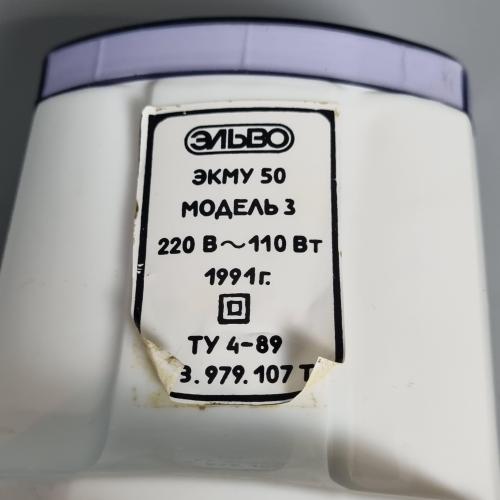 ЭЛЬВО
ЭКМУ 50
МОДЕЛЬ 3
220 В~110 Вт
1991г.
ТУ 4-89
3.979.107 Т